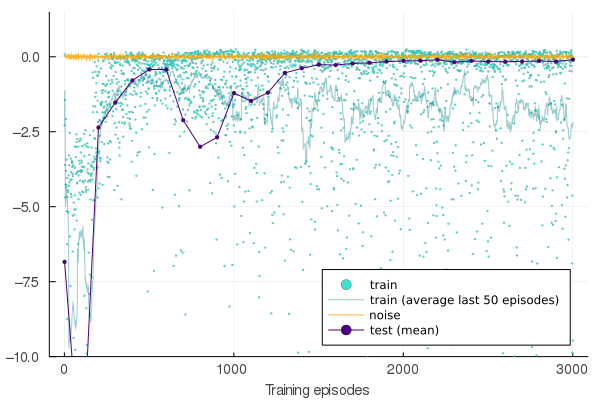 0.0
−2.5
−5.0
−7.5
−10.0
train
train (average last 50 episodes)
noise
test (mean)
0 1000 2000 3000
Training episodes